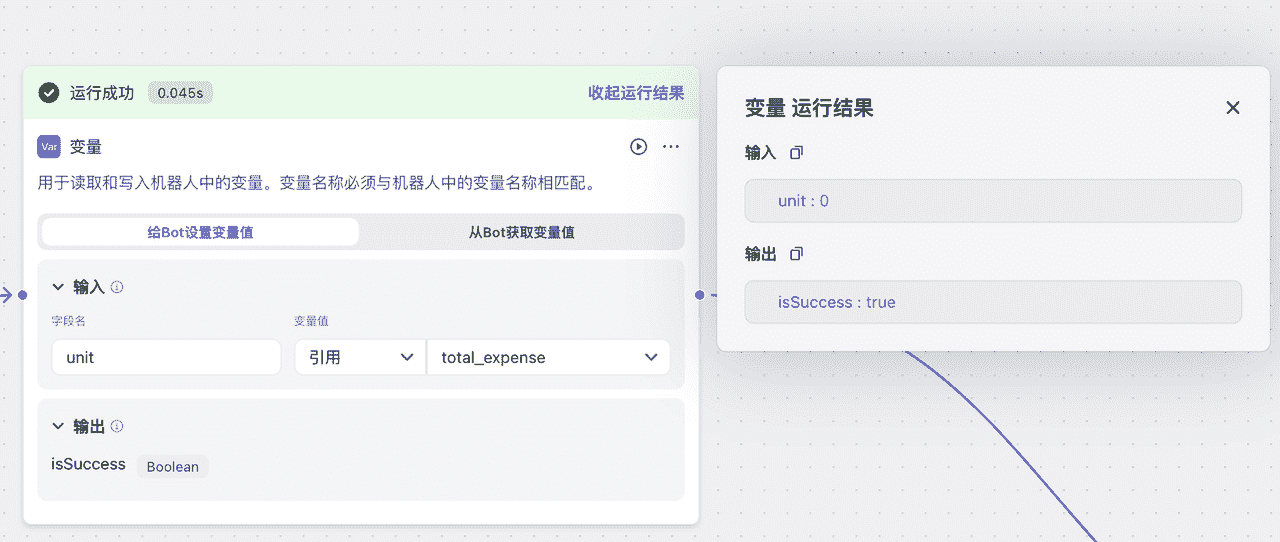 运行成功 0.045s 收起运行结果
Var 变量
用于读取和写入机器人中的变量。变量名称必须与机器人中的变量名称相匹配。
给Bot设置变量值 从Bot获取变量值
输入
字段名 变量值
unit 引用 total_expense
输出
isSuccess Boolean
变量 运行结果
输入
unit : 0
输出
isSuccess : true